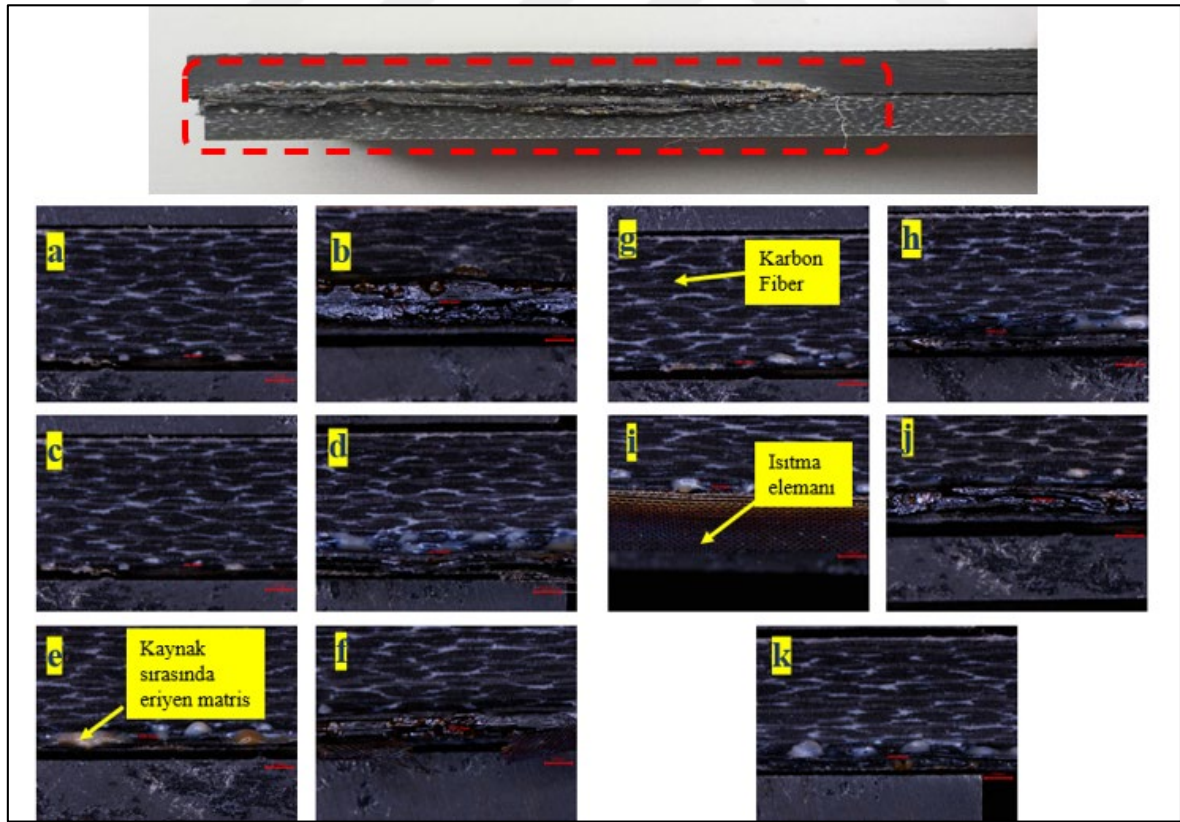 a
b
g
Karbon
Fiber
h
c
d
i
Isıtma
elemanı
j
e
Kaynak
sırasında
eriyen matris
f
k